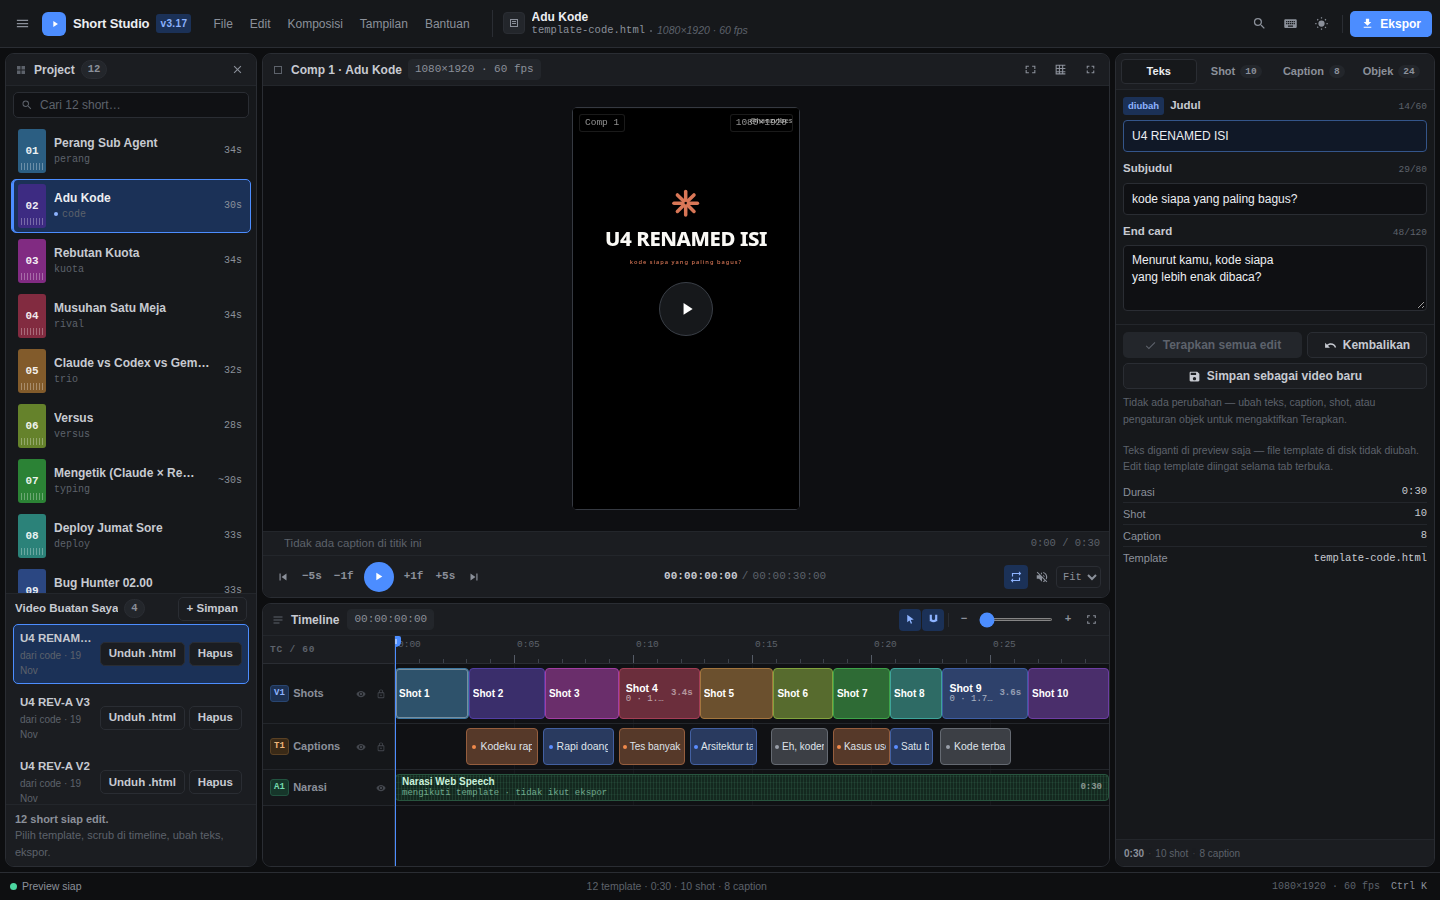 Short Studio v3.17 File Edit Komposisi Tampilan Bantuan
Adu Kode
template-code.html · 1080×1920 · 60 fps
Ekspor
Project 12
Cari 12 short…
01 Perang Sub Agent 34s
perang
02 Adu Kode 30s
code
03 Rebutan Kuota 34s
kuota
04 Musuhan Satu Meja 34s
rival
05 Claude vs Codex vs Gem… 32s
trio
06 Versus 28s
versus
07 Mengetik (Claude × Re… ~30s
typing
08 Deploy Jumat Sore 33s
deploy
09 Bug Hunter 02.00 33s
Video Buatan Saya 4 + Simpan
U4 RENAM…
dari code · 19 Nov
Unduh .html Hapus
U4 REV-A V3
dari code · 19 Nov
Unduh .html Hapus
U4 REV-A V2
dari code · 19 Nov
Unduh .html Hapus
12 short siap edit.
Pilih template, scrub di timeline, ubah teks,
ekspor.
Comp 1 · Adu Kode 1080×1920 · 60 fps
Comp 1 1080×1920
U4 RENAMED ISI
kode siapa yang paling bagus?
Tidak ada caption di titik ini 0:00 / 0:30
−5s −1f +1f +5s
00:00:00:00 / 00:00:30:00
Fit
Timeline 00:00:00:00
− +
TC / 60 0:00 0:05 0:10 0:15 0:20 0:25
V1 Shots
Shot 1 Shot 2 Shot 3 Shot 4 3.4s Shot 5 Shot 6 Shot 7 Shot 8 Shot 9 3.6s Shot 10
0 · 1.… 0 · 1.7…
T1 Captions
Kodeku rap Rapi doang Tes banyak Arsitektur ta Eh, koder Kasus us Satu b Kode terba
A1 Narasi
Narasi Web Speech
mengikuti template · tidak ikut ekspor 0:30
Teks Shot 10 Caption 8 Objek 24
diubah Judul 14/60
U4 RENAMED ISI
Subjudul 29/80
kode siapa yang paling bagus?
End card 48/120
Menurut kamu, kode siapa
yang lebih enak dibaca?
Terapkan semua edit Kembalikan
Simpan sebagai video baru
Tidak ada perubahan — ubah teks, caption, shot, atau
pengaturan objek untuk mengaktifkan Terapkan.
Teks diganti di preview saja — file template di disk tidak diubah.
Edit tiap template diingat selama tab terbuka.
Durasi 0:30
Shot 10
Caption 8
Template template-code.html
0:30 · 10 shot · 8 caption
Preview siap
12 template · 0:30 · 10 shot · 8 caption
1080×1920 · 60 fps Ctrl K